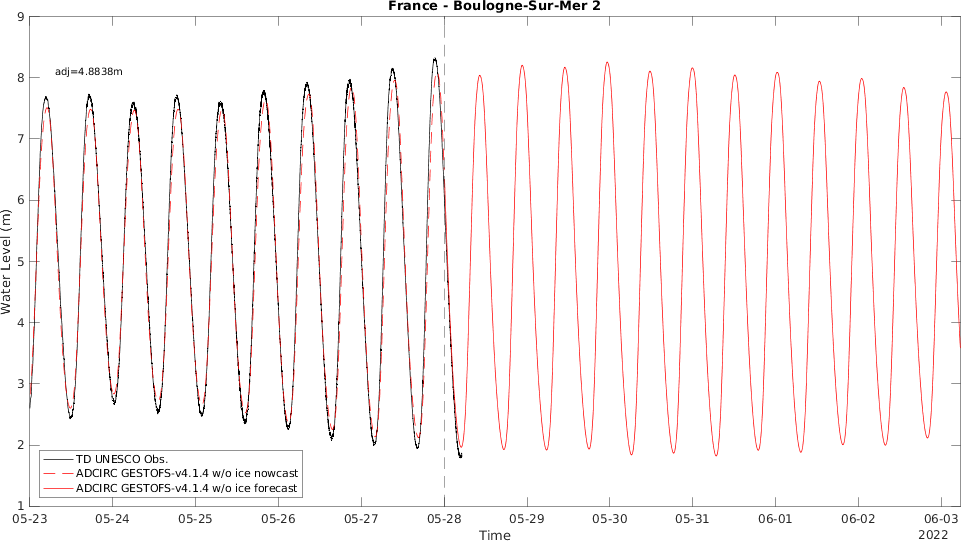 France - Boulogne-Sur-Mer 2
adj=4.8838m
Water Level (m)
9
8
7
6
5
4
3
2
1
TD UNESCO Obs.
ADCIRC GESTOFS-v4.1.4 w/o ice nowcast
ADCIRC GESTOFS-v4.1.4 w/o ice forecast
05-23 05-24 05-25 05-26 05-27 05-28 05-29 05-30 05-31 06-01 06-02 06-03
Time
2022